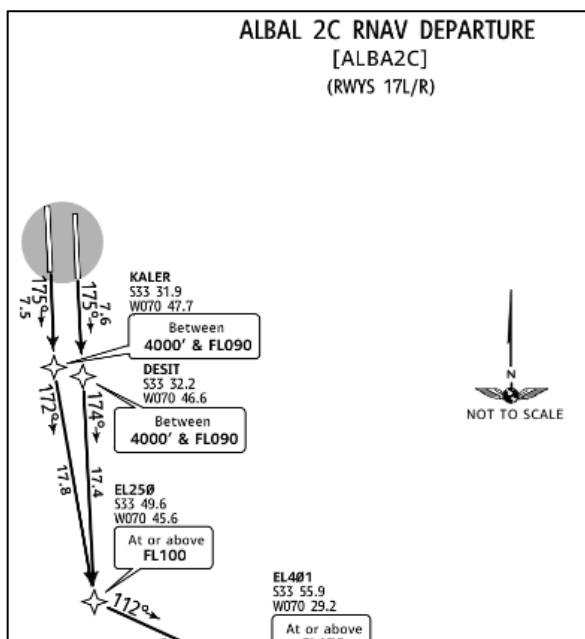 ALBAL 2C RNAV DEPARTURE
[ALBA2C]
(RWYS 17L/R)
175°
7.5
175°
7.6
KALER
S33 31.9
W070 47.7
Between
4000' & FL090
DESIT
S33 32.2
W070 46.6
Between
4000' & FL090
172°
174°
17.8
17.4
N
NOT TO SCALE
EL25Ø
S33 49.6
W070 45.6
At or above
FL100
112°
EL4Ø1
S33 55.9
W070 29.2
At or above